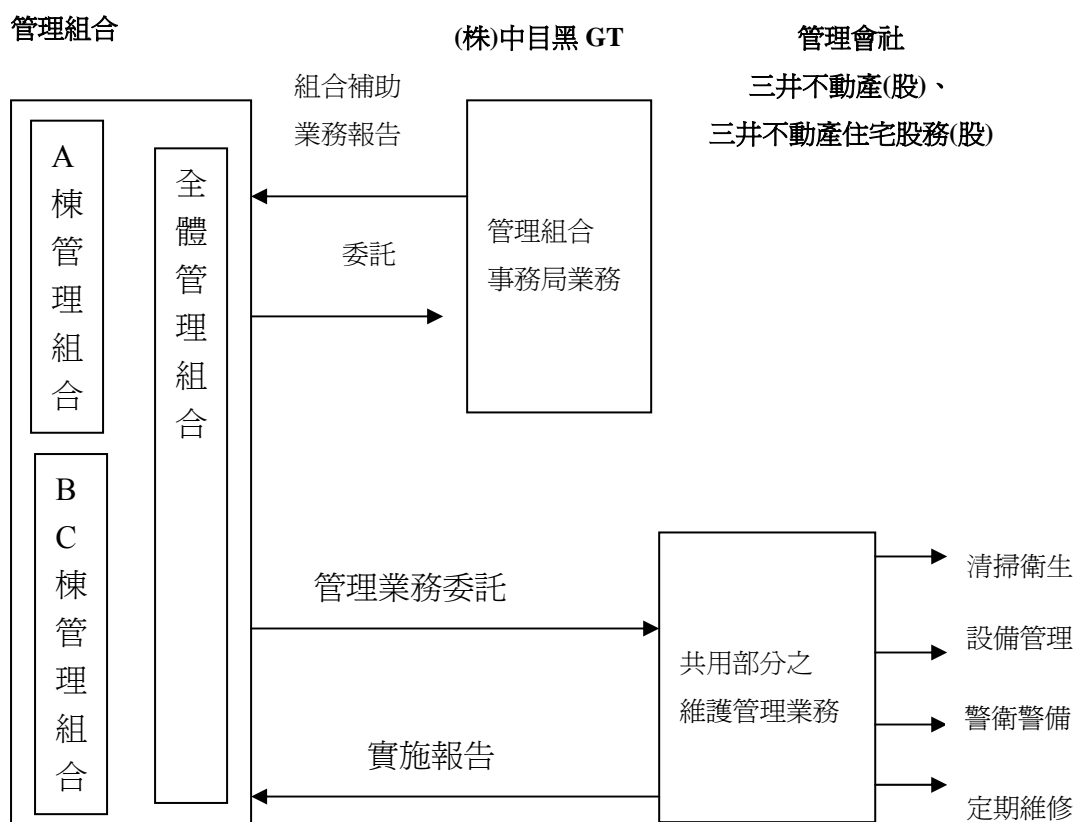 管理組合
(株)中目黑 GT
管理會社
三井不動產(股)、
三井不動產住宅股務(股)
組合補助
業務報告
委託
A棟管理組合
全體管理組合
管理組合
事務局業務
BC棟管理組合
管理業務委託
實施報告
共用部分之
維護管理業務
清掃衛生
設備管理
警衛警備
定期維修